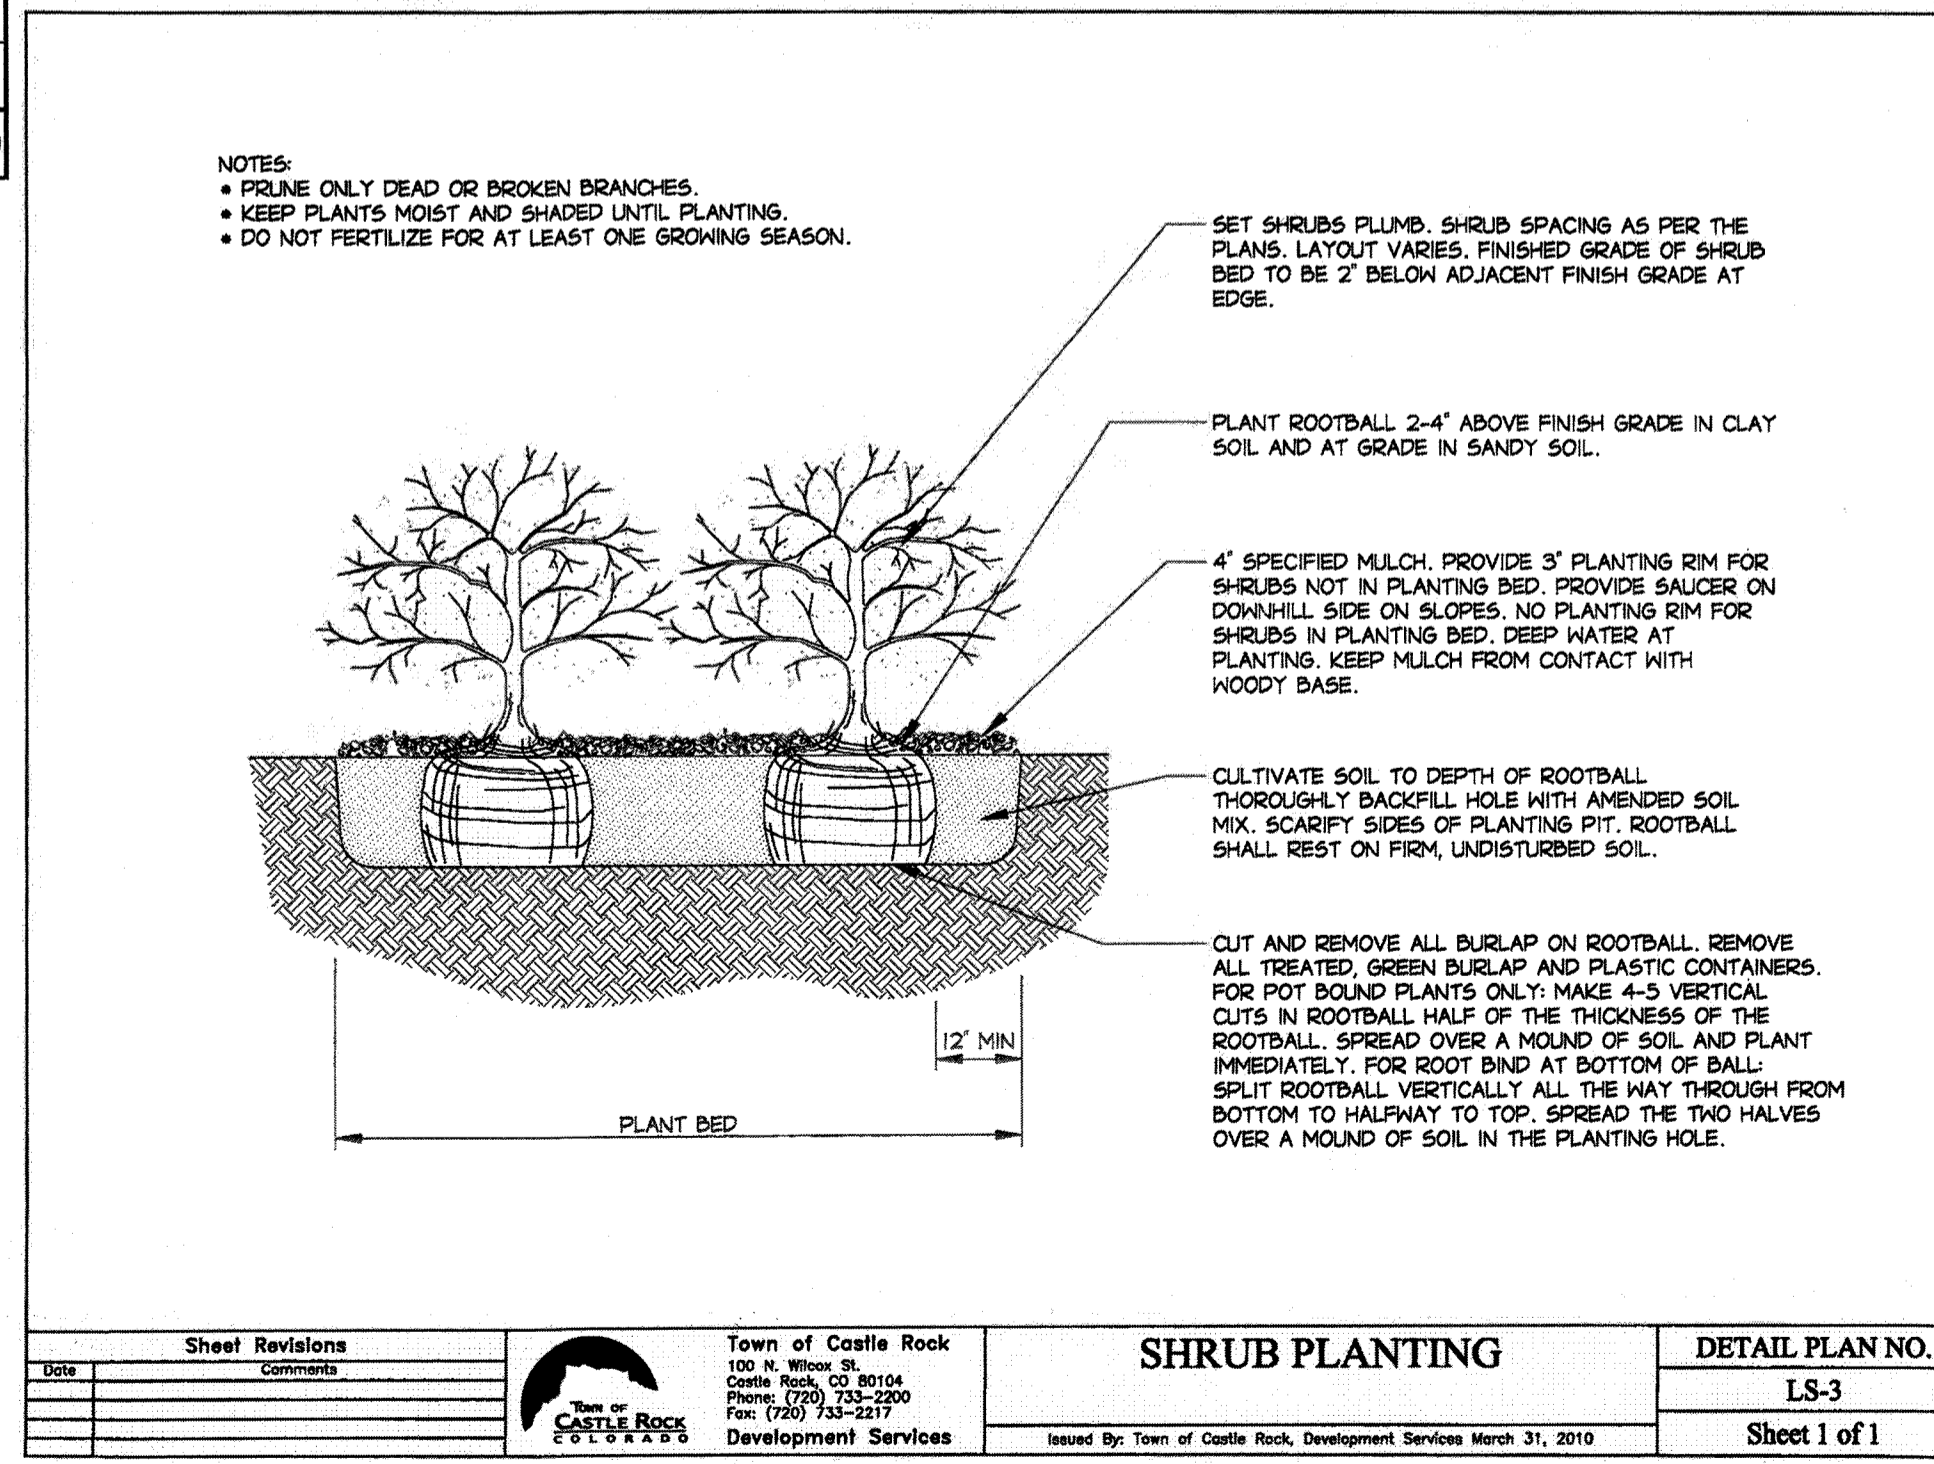 NOTES:
* PRUNE ONLY DEAD OR BROKEN BRANCHES.
* KEEP PLANTS MOIST AND SHADED UNTIL PLANTING.
* DO NOT FERTILIZE FOR AT LEAST ONE GROWING SEASON.
SET SHRUBS PLUMB. SHRUB SPACING AS PER THE
PLANS. LAYOUT VARIES. FINISHED GRADE OF SHRUB
BED TO BE 2" BELOW ADJACENT FINISH GRADE AT
EDGE.
PLANT ROOTBALL 2-4" ABOVE FINISH GRADE IN CLAY
SOIL AND AT GRADE IN SANDY SOIL.
4" SPECIFIED MULCH. PROVIDE 3" PLANTING RIM FOR
SHRUBS NOT IN PLANTING BED. PROVIDE SAUCER ON
DOWNHILL SIDE ON SLOPES. NO PLANTING RIM FOR
SHRUBS IN PLANTING BED. DEEP WATER AT
PLANTING. KEEP MULCH FROM CONTACT WITH
WOODY BASE.
CULTIVATE SOIL TO DEPTH OF ROOTBALL
THOROUGHLY BACKFILL HOLE WITH AMENDED SOIL
MIX. SCARIFY SIDES OF PLANTING PIT. ROOTBALL
SHALL REST ON FIRM, UNDISTURBED SOIL.
CUT AND REMOVE ALL BURLAP ON ROOTBALL. REMOVE
ALL TREATED, GREEN BURLAP AND PLASTIC CONTAINERS.
FOR POT BOUND PLANTS ONLY: MAKE 4-5 VERTICAL
CUTS IN ROOTBALL HALF OF THE THICKNESS OF THE
ROOTBALL. SPREAD OVER A MOUND OF SOIL AND PLANT
IMMEDIATELY. FOR ROOT BIND AT BOTTOM OF BALL:
SPLIT ROOTBALL VERTICALLY ALL THE WAY THROUGH FROM
BOTTOM TO HALFWAY TO TOP. SPREAD THE TWO HALVES
OVER A MOUND OF SOIL IN THE PLANTING HOLE.
12" MIN
PLANT BED
Sheet Revisions
Date Comments
TOWN OF
CASTLE ROCK
COLORADO
Town of Castle Rock
100 N. Wilcox St.
Castle Rock, CO 80104
Phone: (720) 733-2200
Fax: (720) 733-2217
Development Services
SHRUB PLANTING
Issued By: Town of Castle Rock, Development Services March 31, 2010
DETAIL PLAN NO.
LS-3
Sheet 1 of 1